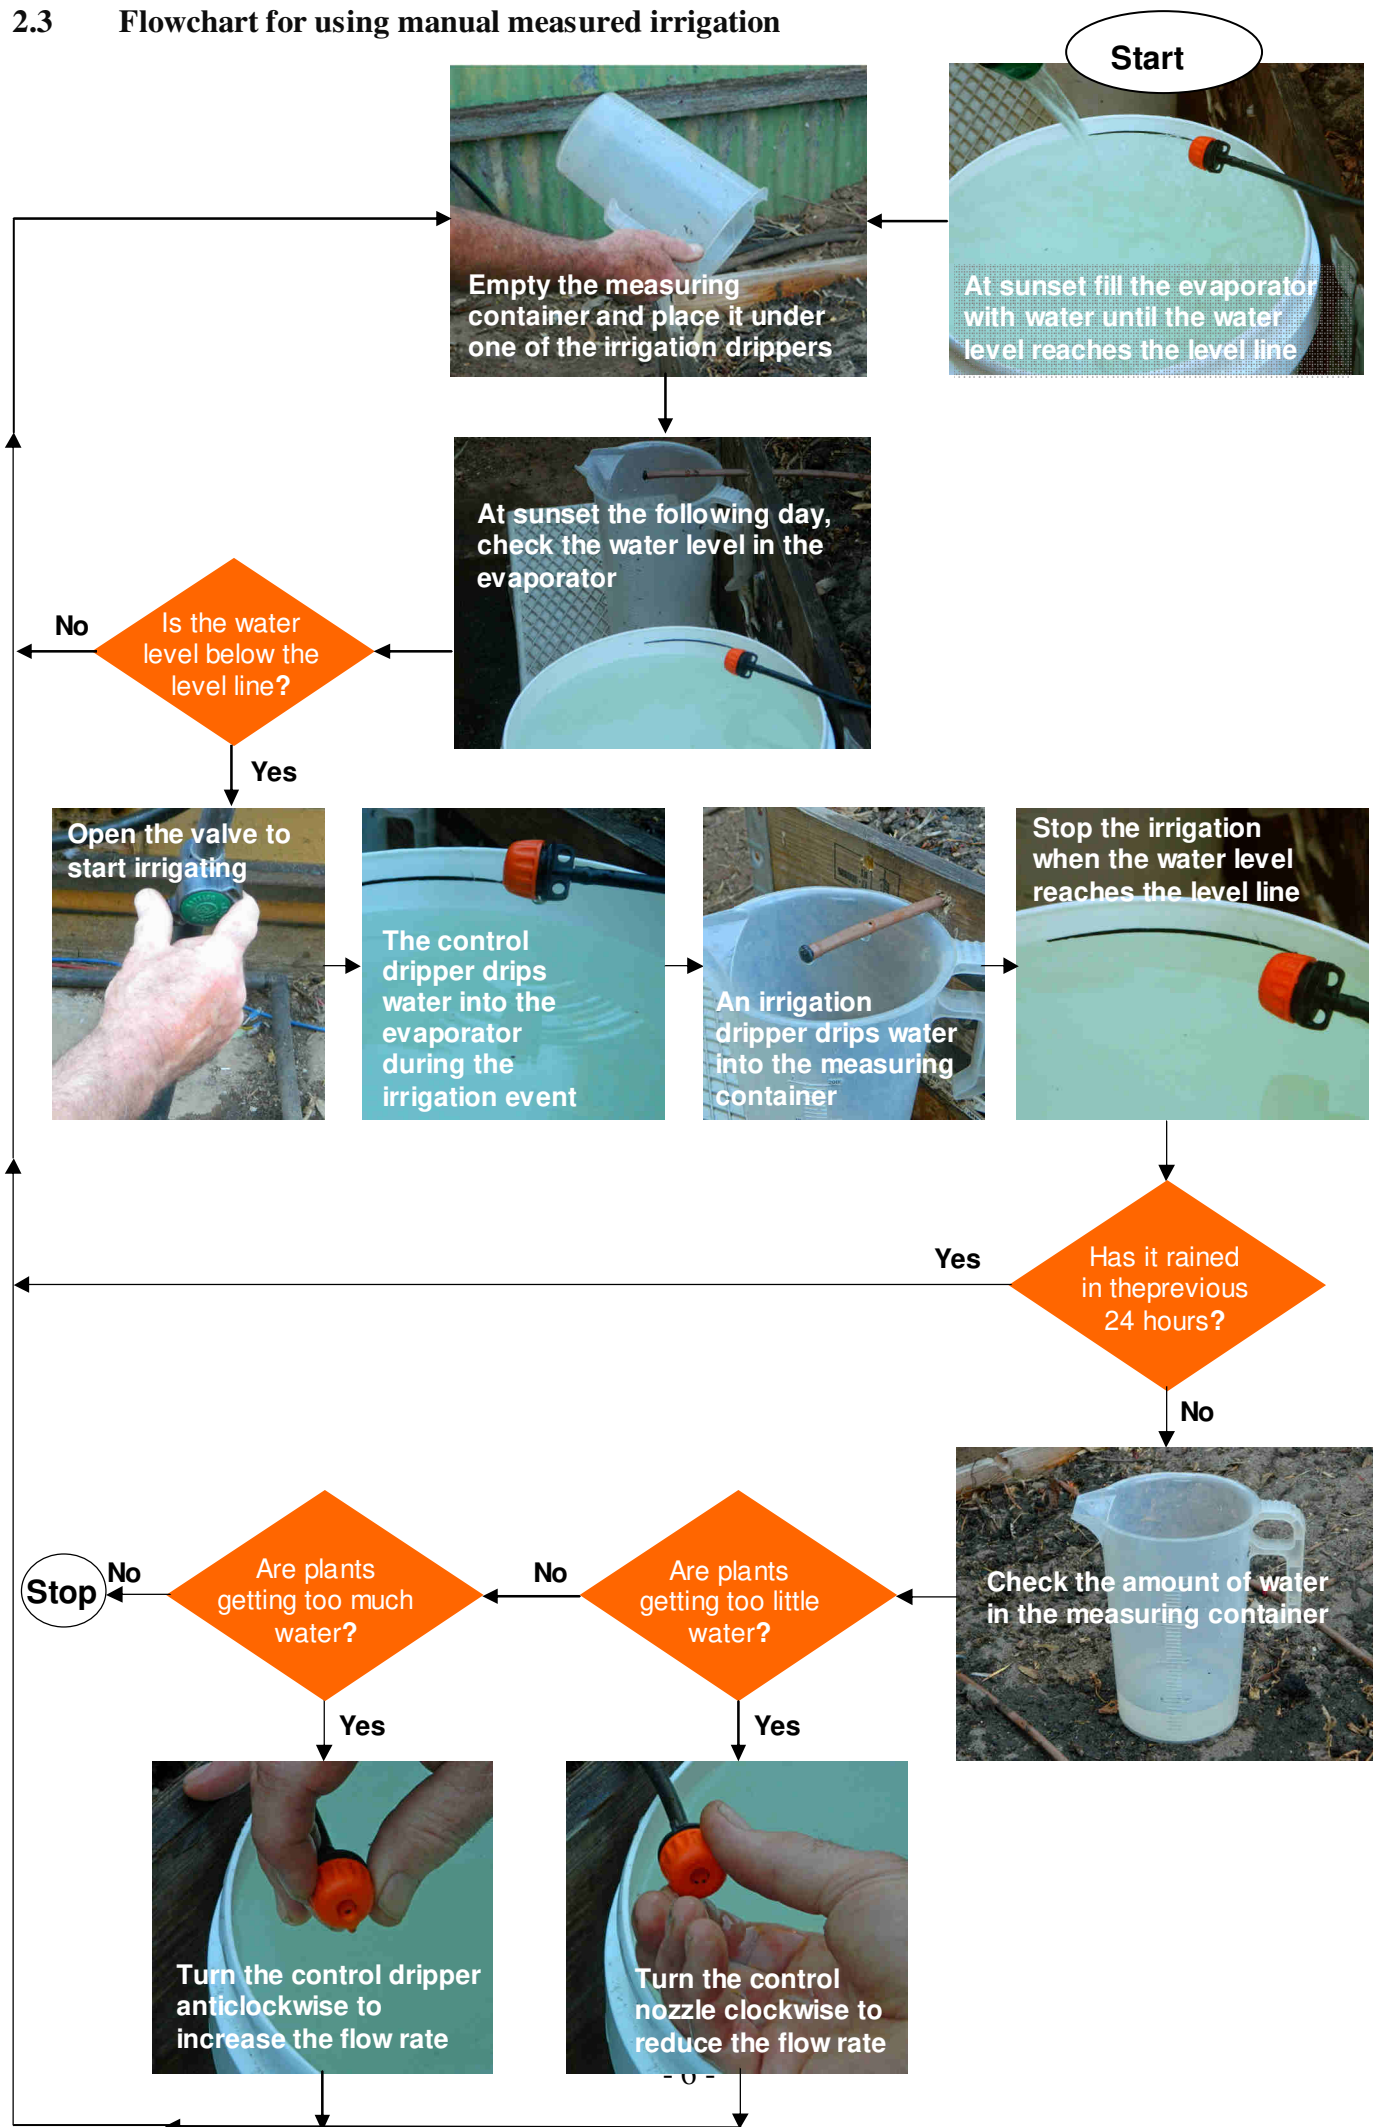 2.3 Flowchart for using manual measured irrigation
Start
At sunset fill the evaporator
with water until the water
level reaches the level line
Empty the measuring
container and place it under
one of the irrigation drippers
At sunset the following day,
check the water level in the
evaporator
Is the water
level below the
level line?
No
Yes
Open the valve to
start irrigating
The control
dripper drips
water into the
evaporator
during the
irrigation event
An irrigation
dripper drips water
into the measuring
container
Stop the irrigation
when the water level
reaches the level line
Has it rained
in theprevious
24 hours?
Yes
No
Check the amount of water
in the measuring container
Are plants
getting too little
water?
No
Yes
Are plants
getting too much
water?
No
Stop
Yes
Turn the control dripper
anticlockwise to
increase the flow rate
Turn the control
nozzle clockwise to
reduce the flow rate
- 6 -